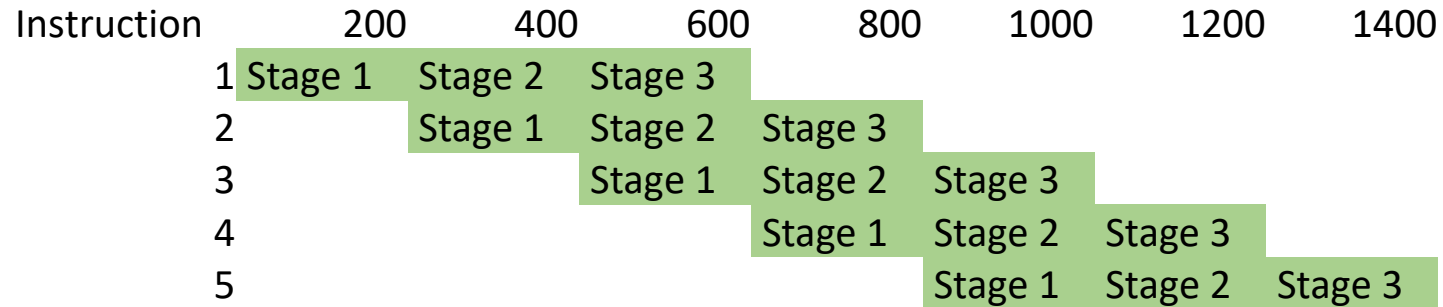 Instruction 200 400 600 800 1000 1200 1400
1 Stage 1 Stage 2 Stage 3
2 Stage 1 Stage 2 Stage 3
3 Stage 1 Stage 2 Stage 3
4 Stage 1 Stage 2 Stage 3
5 Stage 1 Stage 2 Stage 3